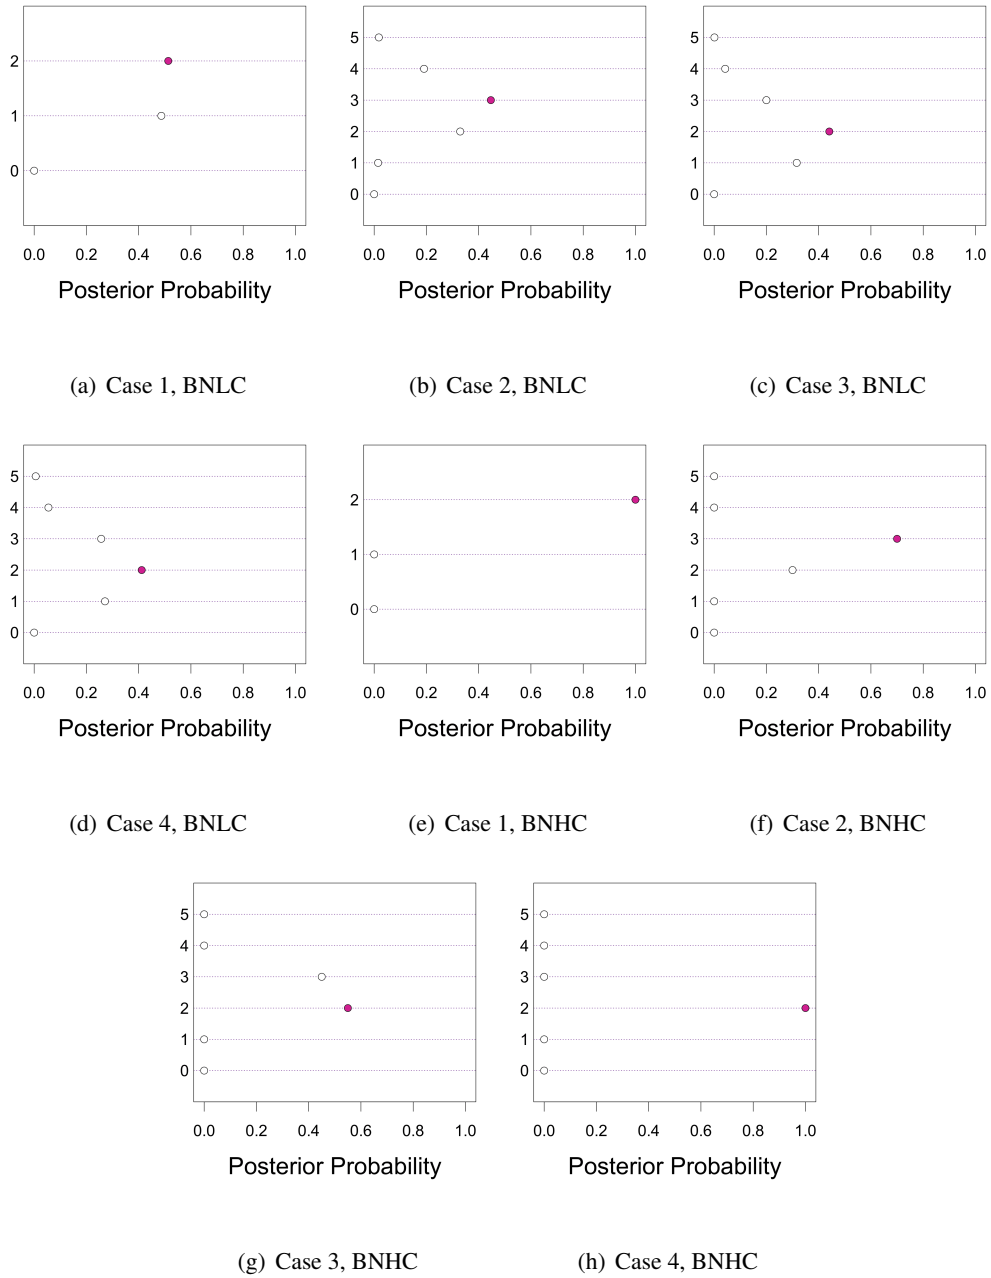 2
1
0
0.0 0.2 0.4 0.6 0.8 1.0
Posterior Probability
(a) Case 1, BNLC
5
4
3
2
1
0
0.0 0.2 0.4 0.6 0.8 1.0
Posterior Probability
(b) Case 2, BNLC
5
4
3
2
1
0
0.0 0.2 0.4 0.6 0.8 1.0
Posterior Probability
(c) Case 3, BNLC
5
4
3
2
1
0
0.0 0.2 0.4 0.6 0.8 1.0
Posterior Probability
(d) Case 4, BNLC
2
1
0
0.0 0.2 0.4 0.6 0.8 1.0
Posterior Probability
(e) Case 1, BNHC
5
4
3
2
1
0
0.0 0.2 0.4 0.6 0.8 1.0
Posterior Probability
(f) Case 2, BNHC
5
4
3
2
1
0
0.0 0.2 0.4 0.6 0.8 1.0
Posterior Probability
(g) Case 3, BNHC
5
4
3
2
1
0
0.0 0.2 0.4 0.6 0.8 1.0
Posterior Probability
(h) Case 4, BNHC